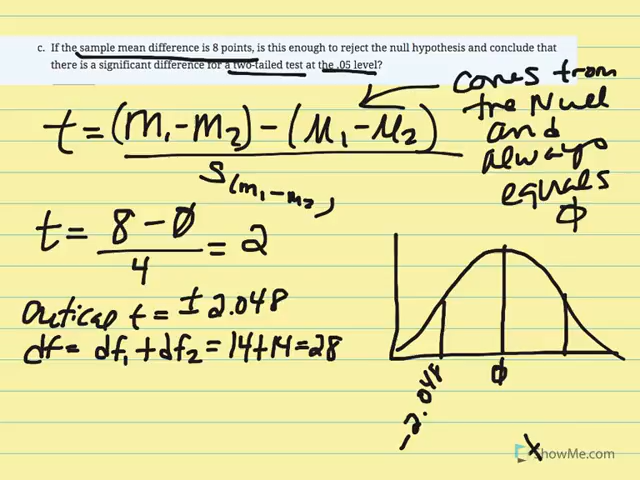 c. If the sample mean difference is 8 points, is this enough to reject the null hypothesis and conclude that
there is a significant difference for a two-tailed test at the .05 level?
comes from
the Null
and
always
equals
0
t = (M1 - M2) - (μ1 - μ2)
S(M1 - M2)
t = 8 - 0 / 4 = 2
t = ± 2.048
df = df1 + df2 = 14 + 14 = 28
-2.048
0
x
ShowMe.com